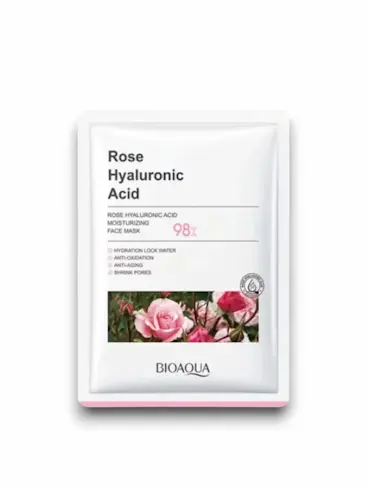 Rose
Hyaluronic
Acid
ROSE HYALURONIC ACID
MOISTURIZING
FACE MASK 98%
HYDRATION LOCK WATER
ANTI-OXIDATION
ANTI-AGING
SHRINK PORES
BIOAQUA